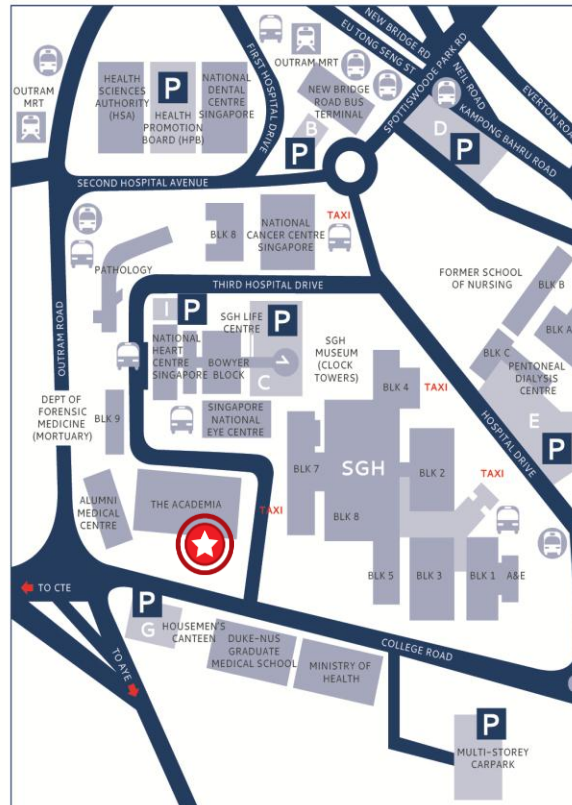 NEW BRIDGE RD
EU TONG SENG ST
SPOTTISWOODE PARK RD
NEIL ROAD
KAMPONG BAHRU ROAD
EVERTON ROA
FIRST HOSPITAL DRIVE
OUTRAM MRT
OUTRAM
MRT
HEALTH
SCIENCES
AUTHORITY
(HSA)
P
HEALTH
PROMOTION
BOARD (HPB)
NATIONAL
DENTAL
CENTRE
SINGAPORE
NEW BRIDGE
ROAD BUS
TERMINAL
B
P
D
P
SECOND HOSPITAL AVENUE
BLK 8
NATIONAL
CANCER CENTRE
SINGAPORE
TAXI
PATHOLOGY
THIRD HOSPITAL DRIVE
FORMER SCHOOL
OF NURSING
BLK B
BLK A
BLK C
OUTRAM ROAD
I
P
SGH LIFE
CENTRE
P
NATIONAL
HEART
CENTRE
SINGAPORE
BOWYER
BLOCK
C
SGH
MUSEUM
(CLOCK
TOWERS)
BLK 4
TAXI
PENTONEAL
DIALYSIS
CENTRE
E
P
HOSPITAL DRIVE
DEPT OF
FORENSIC
MEDICINE
(MORTUARY)
BLK 9
SINGAPORE
NATIONAL
EYE CENTRE
BLK 7
SGH
BLK 2
TAXI
ALUMNI
MEDICAL
CENTRE
THE ACADEMIA
TAXI
BLK 8
BLK 5
BLK 3
BLK 1
A&E
TO CTE
P
G
HOUSEMEN'S
CANTEEN
DUKE-NUS
GRADUATE
MEDICAL SCHOOL
MINISTRY OF
HEALTH
COLLEGE ROAD
TO AYE
P
MULTI-STOREY
CARPARK